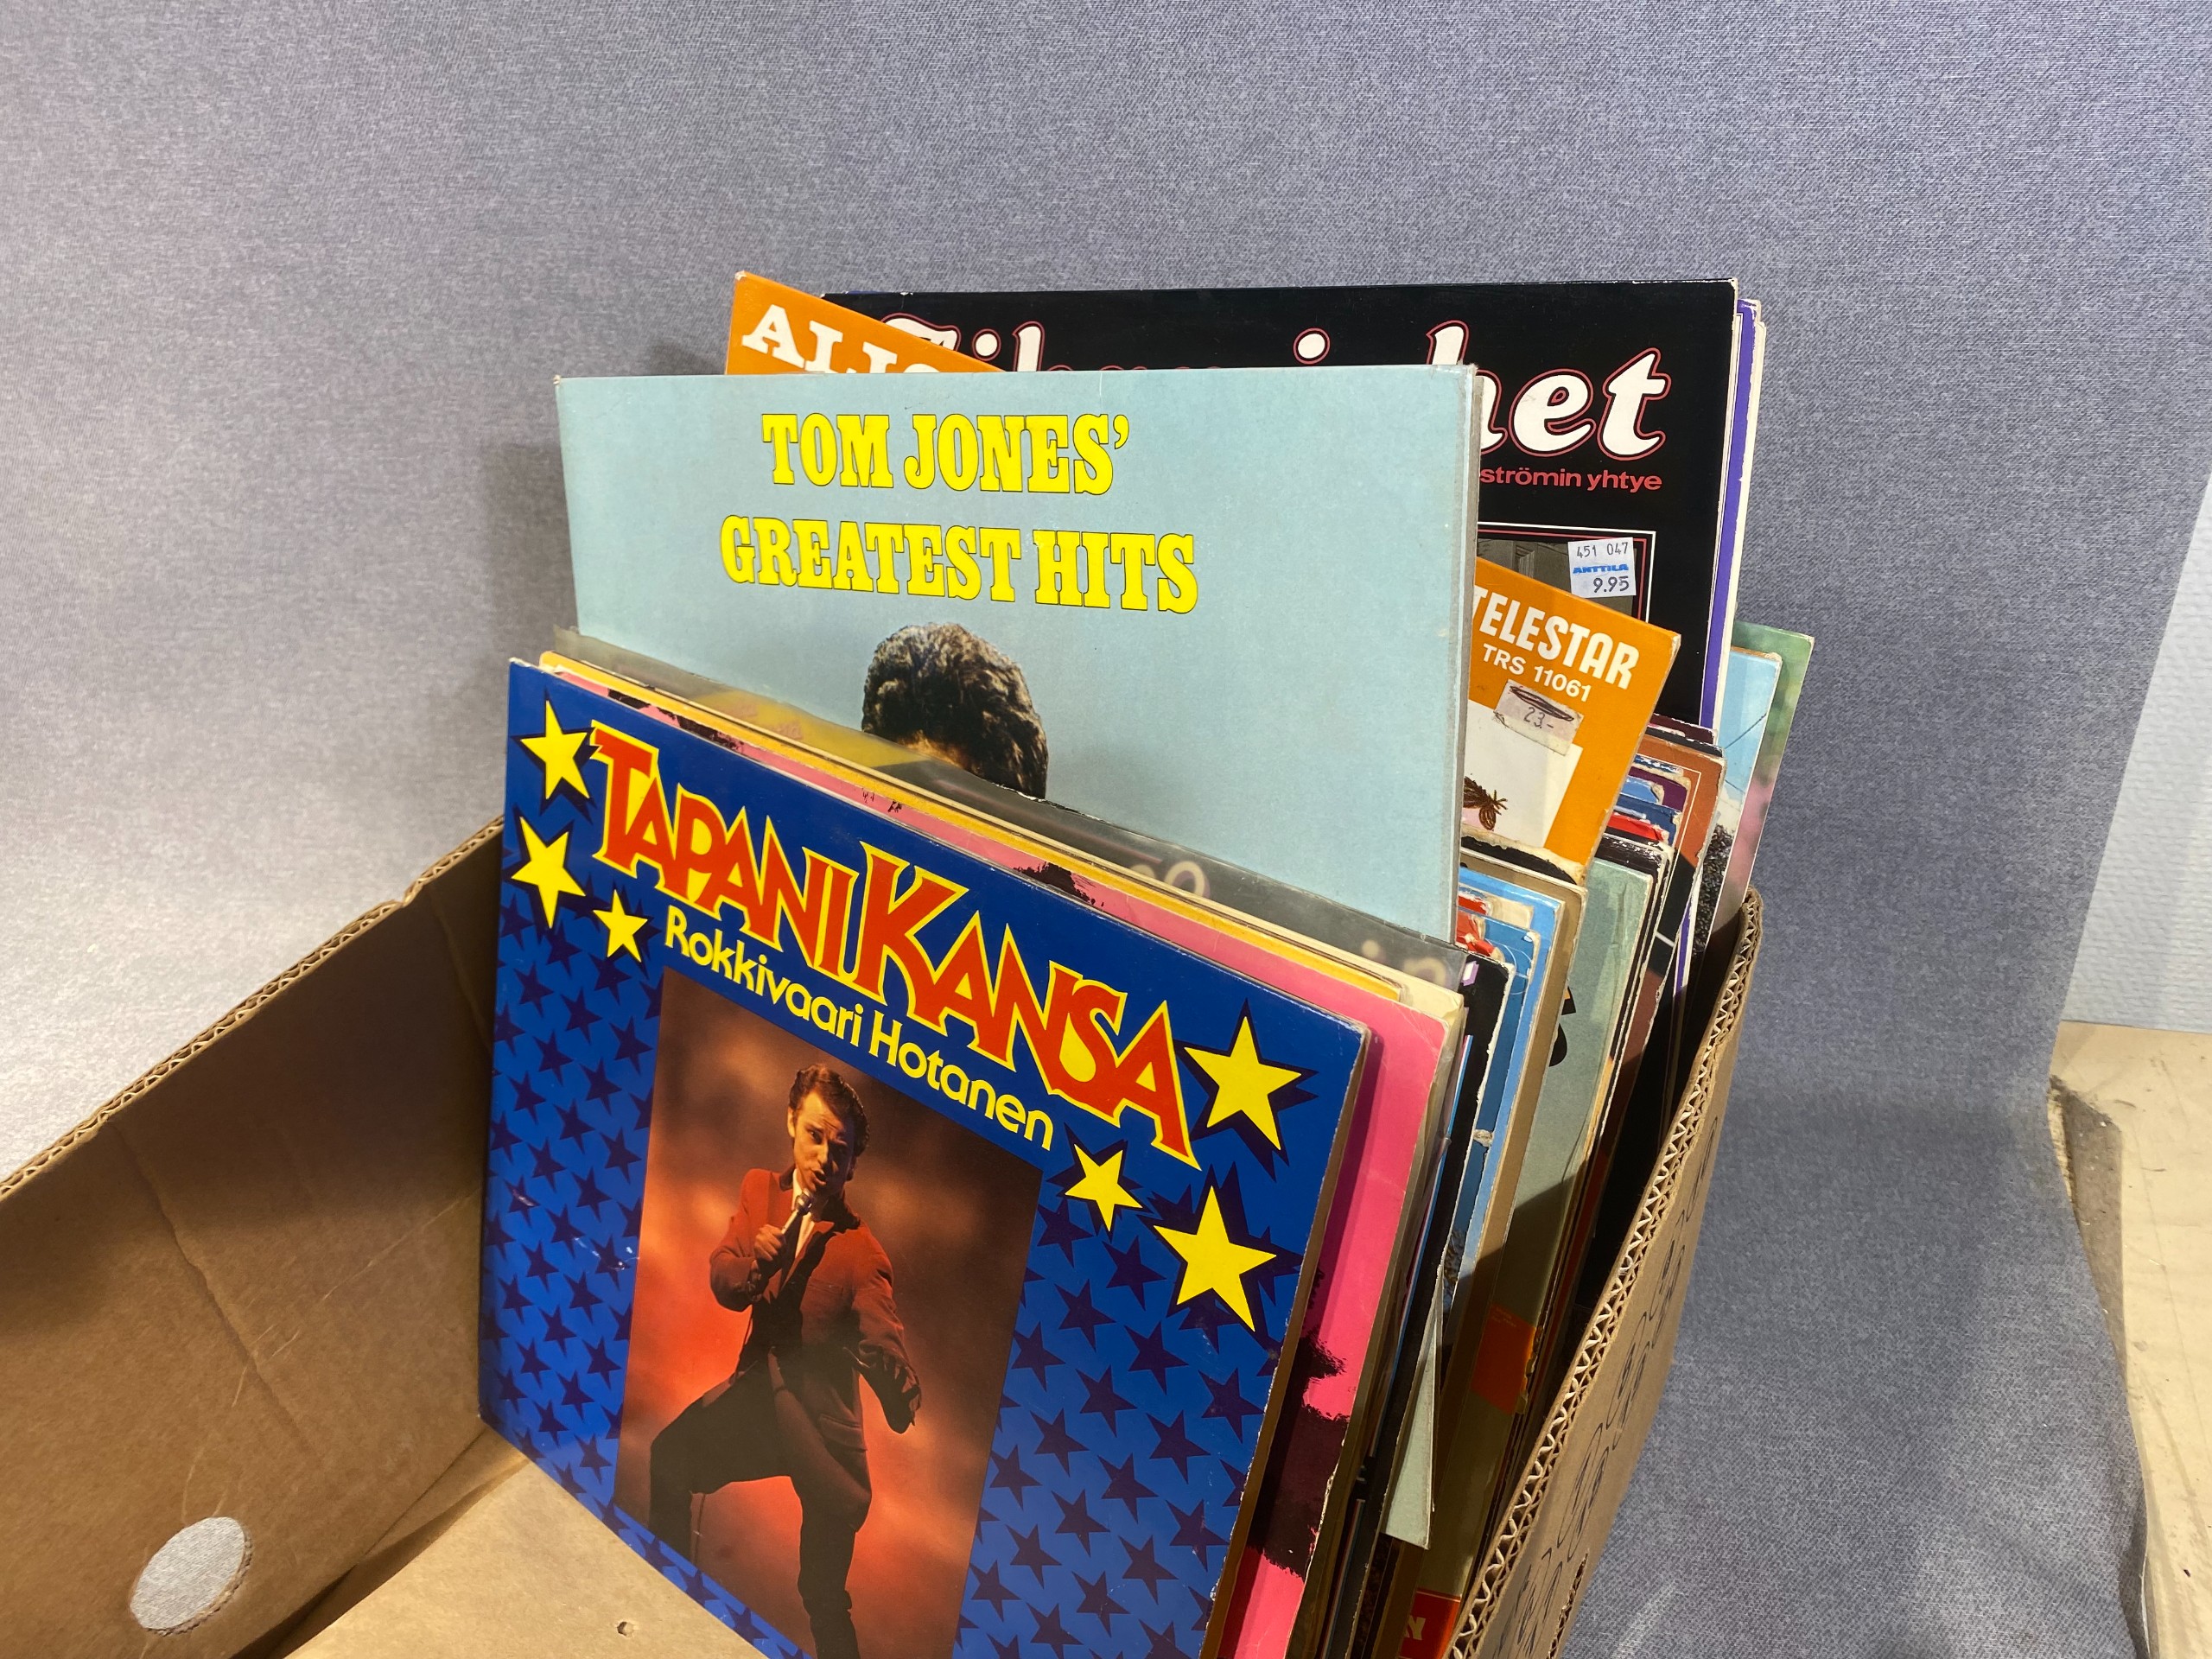 TOM JONES'
GREATEST HITS
strömin yhtye
451 047
ANTTILA
9.95
TELESTAR
TRS 11061
23.-
TAPANI KANSA
Rokkivaari Hotanen